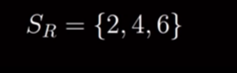 S_R = {2, 4, 6}